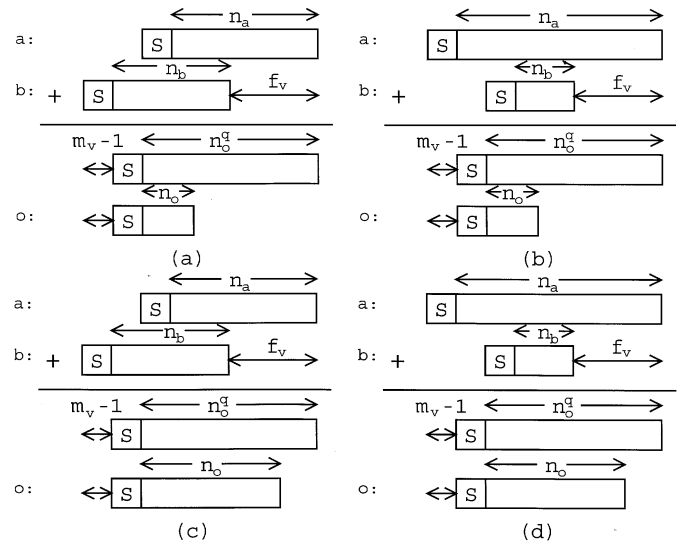 a: S n_a
b: + S n_b f_v
m_v-1 n_o^q
S
n_o
o: S
(a)
a: S n_a
b: + S n_b f_v
m_v-1 n_o^q
S
n_o
o: S
(b)
a: S n_a
b: + S n_b f_v
m_v-1 n_o^q
S
n_o
o: S
(c)
a: S n_a
b: + S n_b f_v
m_v-1 n_o^q
S
n_o
o: S
(d)